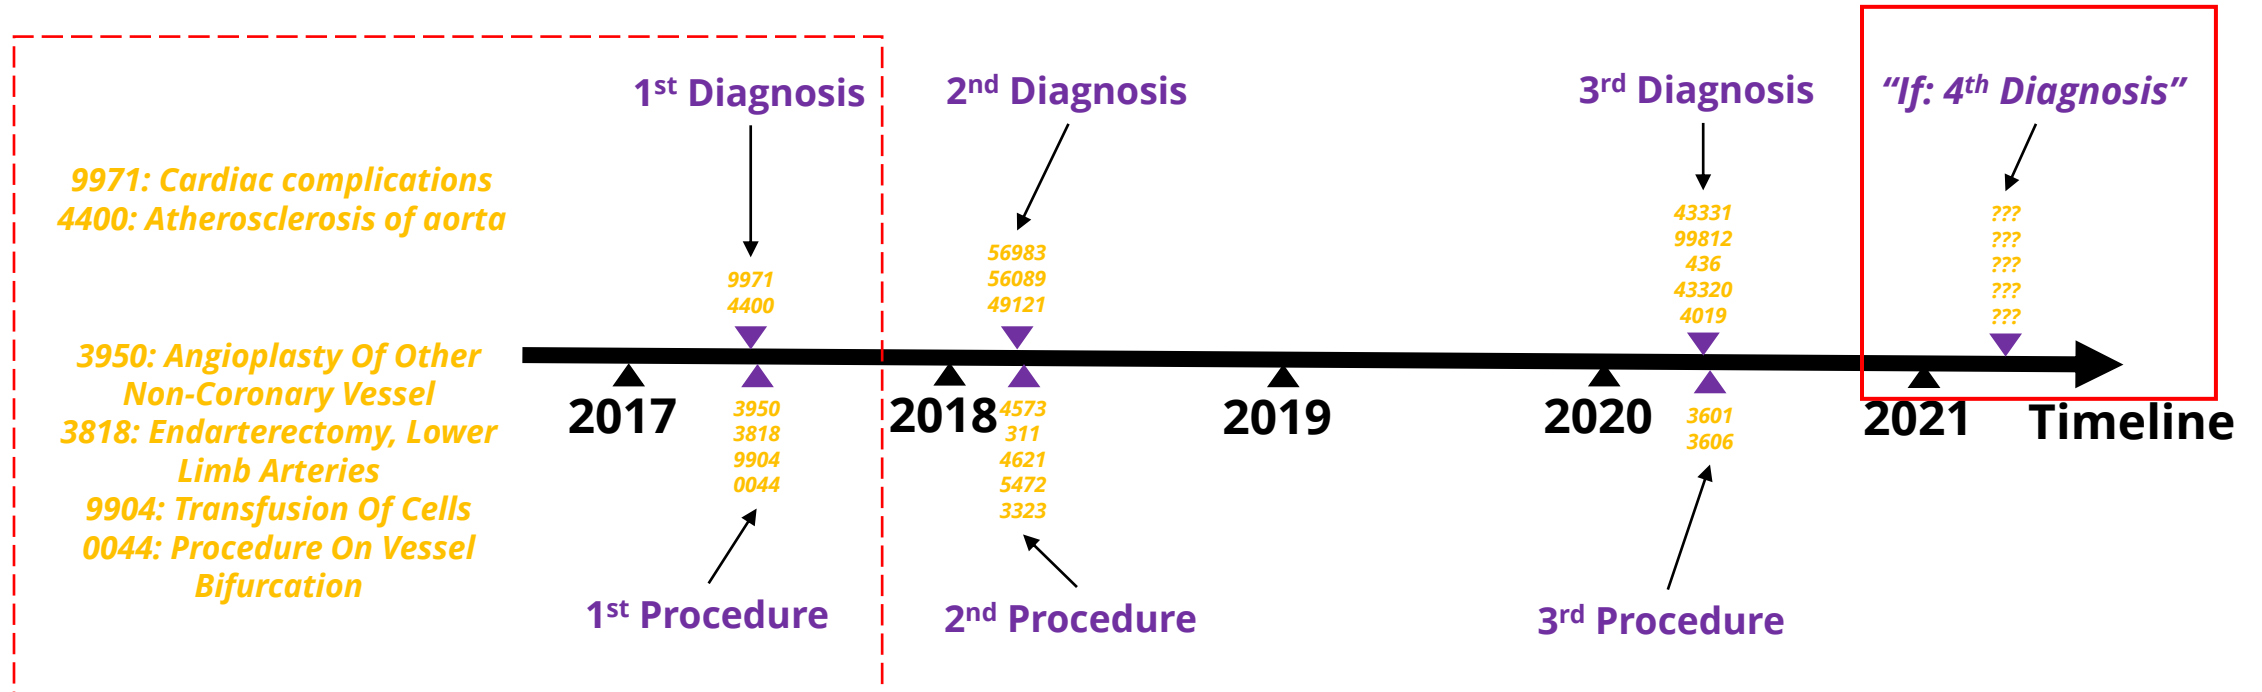 1st Diagnosis
2nd Diagnosis
3rd Diagnosis
“If: 4th Diagnosis”
9971: Cardiac complications
4400: Atherosclerosis of aorta
9971
4400
56983
56089
49121
43331
99812
436
43320
4019
???
???
???
???
???
3950: Angioplasty Of Other
Non-Coronary Vessel
3818: Endarterectomy, Lower
Limb Arteries
9904: Transfusion Of Cells
0044: Procedure On Vessel
Bifurcation
2017
2018
2019
2020
2021
Timeline
3950
3818
9904
0044
4573
311
4621
5472
3323
3601
3606
1st Procedure
2nd Procedure
3rd Procedure